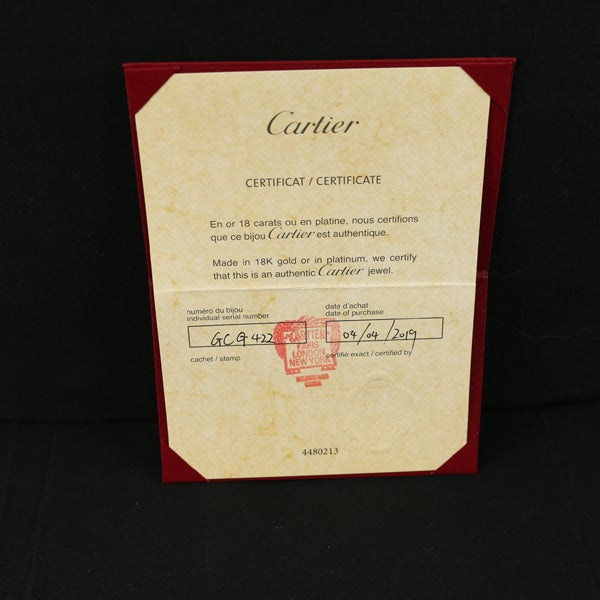 Cartier
CERTIFICAT / CERTIFICATE
En or 18 carats ou en platine, nous certifions
que ce bijou Cartier est authentique.
Made in 18K gold or in platinum, we certify
that this is an authentic Cartier jewel.
numéro du bijou
individual serial number
date d'achat
date of purchase
04/04/2019
cachet / stamp
certifié exact / certified by
CARTIER
PARIS
LONDON
NEW YORK
4480213